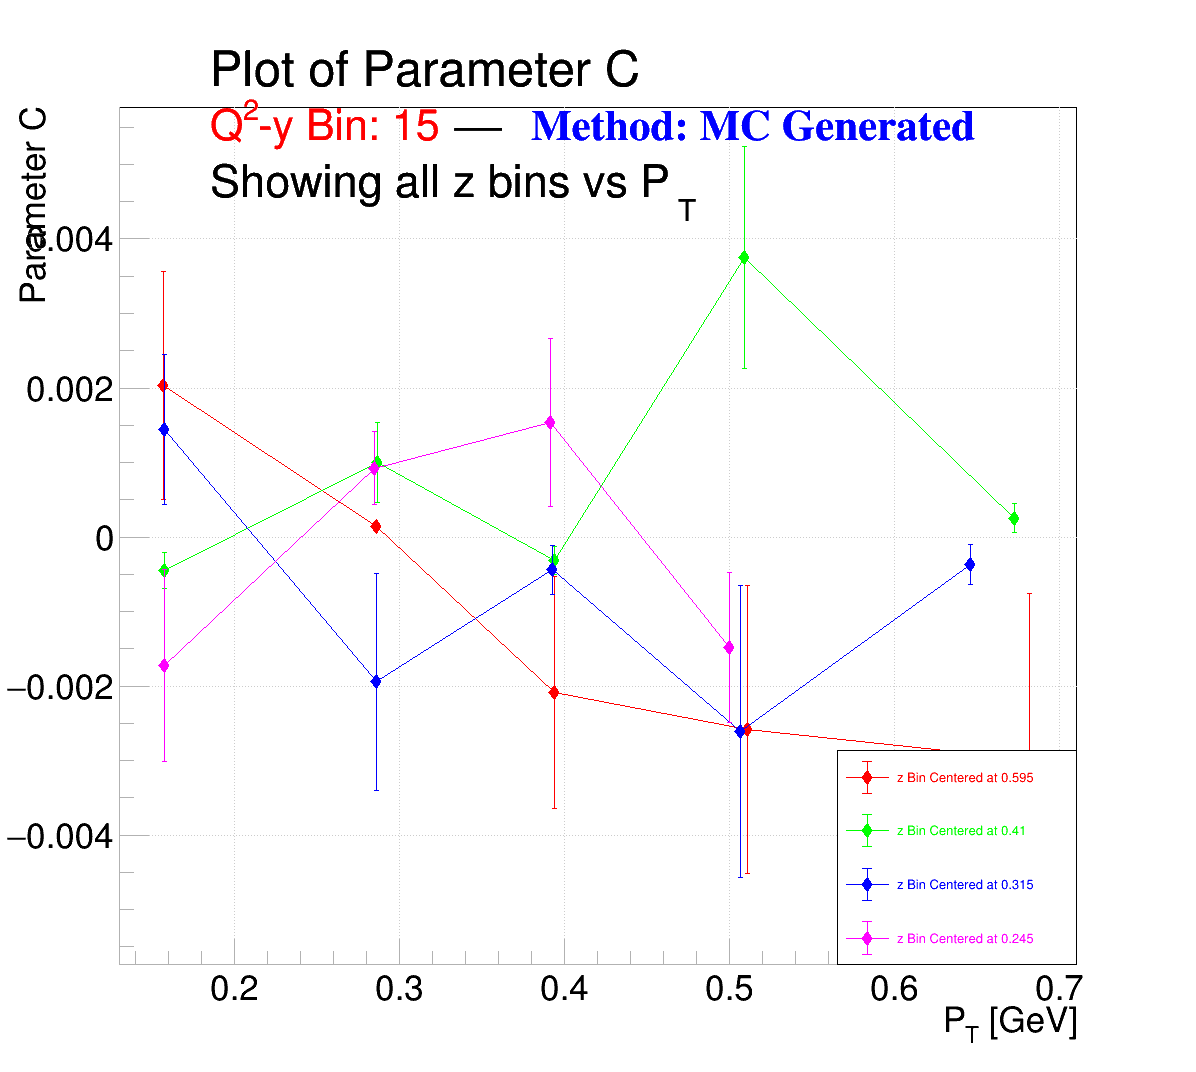 Plot of Parameter C
Q²-y Bin: 15 — Method: MC Generated
Showing all z bins vs P_T
Parameter C
0.004
0.002
0
−0.002
−0.004
z Bin Centered at 0.595
z Bin Centered at 0.41
z Bin Centered at 0.315
z Bin Centered at 0.245
0.2 0.3 0.4 0.5 0.6 0.7
P_T [GeV]